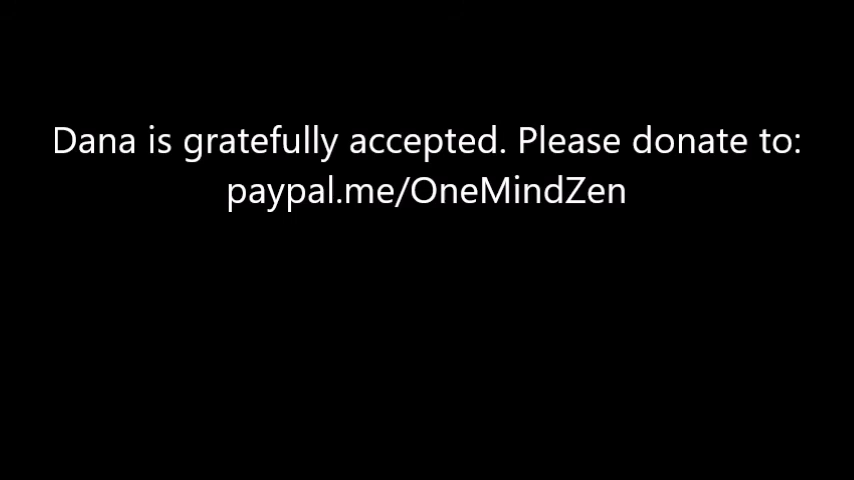 Dana is gratefully accepted. Please donate to:
paypal.me/OneMindZen